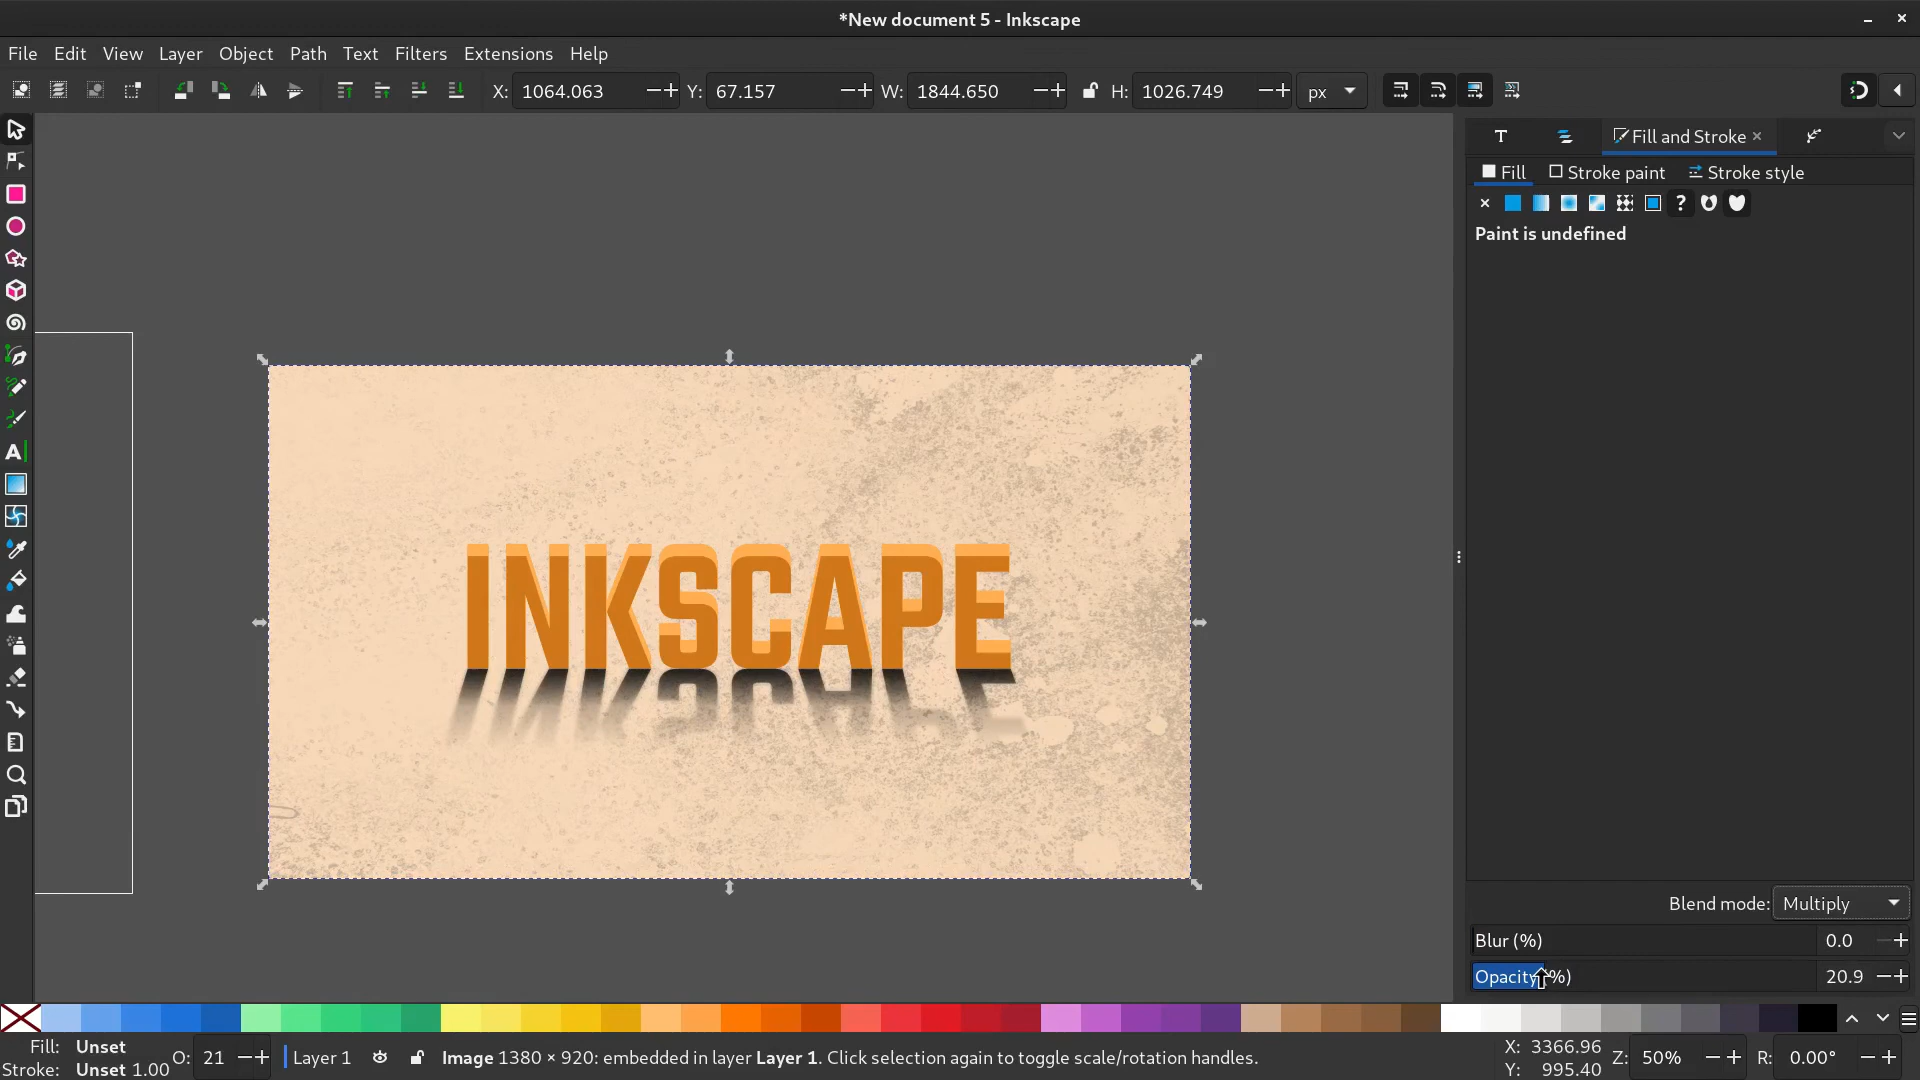 *New document 5 - Inkscape
File Edit View Layer Object Path Text Filters Extensions Help
X: 1064.063 Y: 67.157 W: 1844.650 H: 1026.749 px
Fill and Stroke
Fill Stroke paint Stroke style
?
Paint is undefined
INKSCAPE
Blend mode: Multiply
Blur (%) 0.0
Opacity (%) 20.9
Fill: Unset
Stroke: Unset 1.00
O: 21
Layer 1
Image 1380 × 920: embedded in layer Layer 1. Click selection again to toggle scale/rotation handles.
X: 3366.96
Y: 995.40
Z: 50%
R: 0.00°